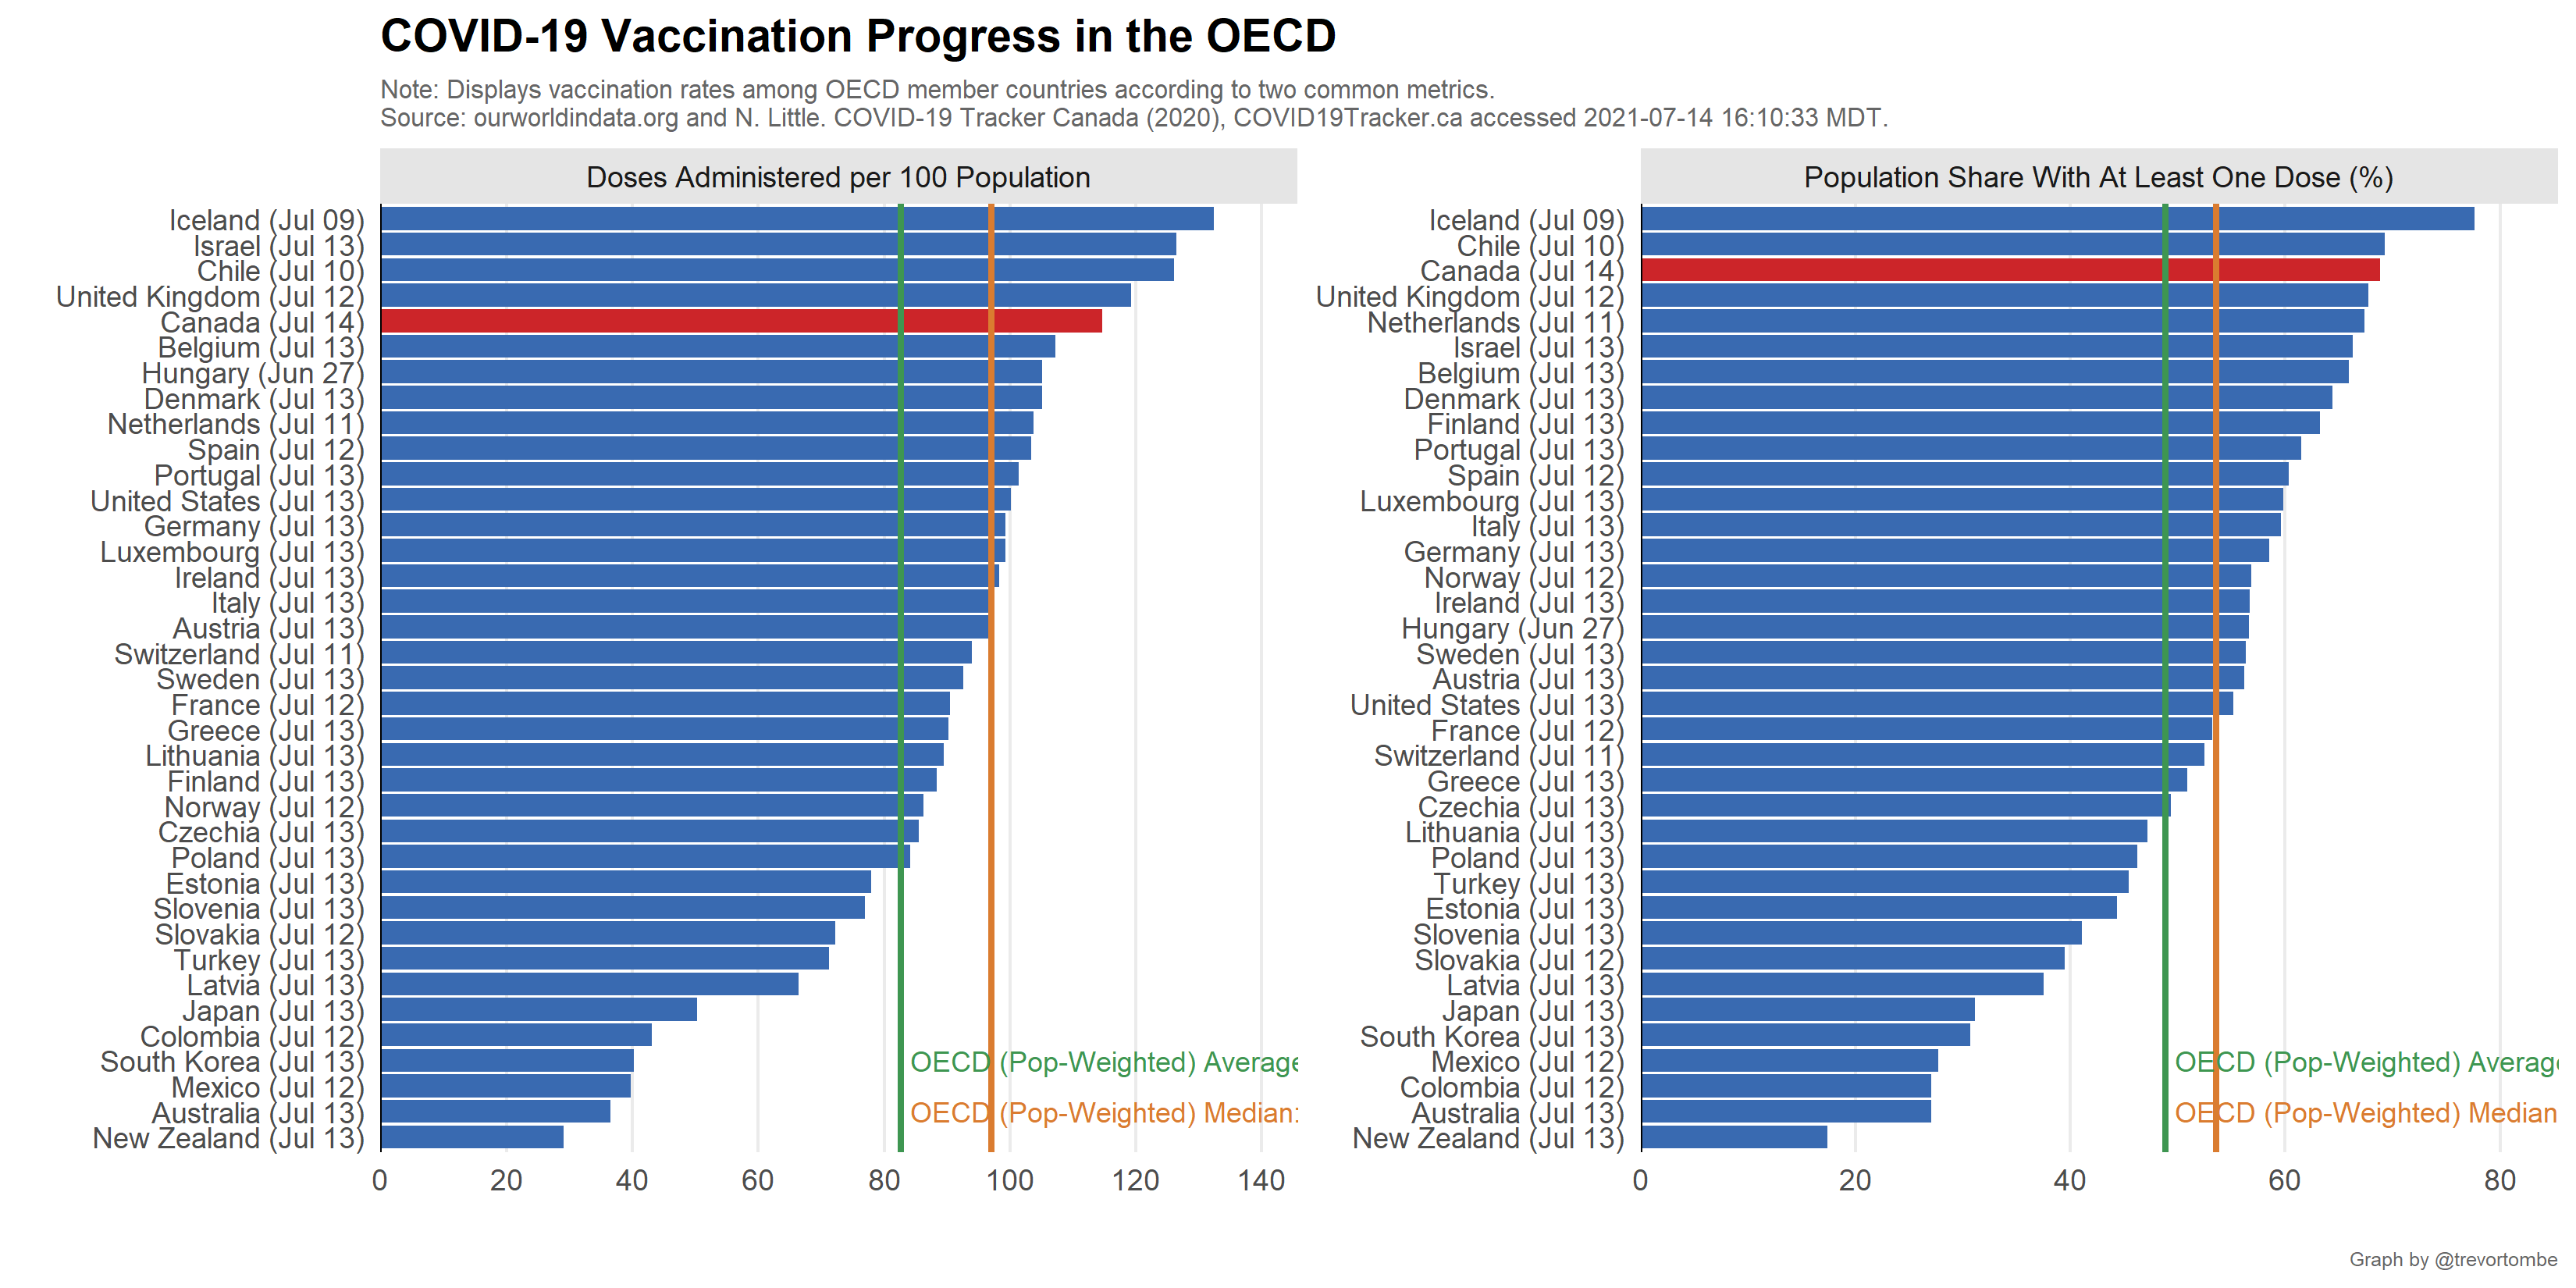 COVID-19 Vaccination Progress in the OECD
Note: Displays vaccination rates among OECD member countries according to two common metrics.
Source: ourworldindata.org and N. Little. COVID-19 Tracker Canada (2020), COVID19Tracker.ca accessed 2021-07-14 16:10:33 MDT.
Doses Administered per 100 Population
Iceland (Jul 09)
Israel (Jul 13)
Chile (Jul 10)
United Kingdom (Jul 12)
Canada (Jul 14)
Belgium (Jul 13)
Hungary (Jun 27)
Denmark (Jul 13)
Netherlands (Jul 11)
Spain (Jul 12)
Portugal (Jul 13)
United States (Jul 13)
Germany (Jul 13)
Luxembourg (Jul 13)
Ireland (Jul 13)
Italy (Jul 13)
Austria (Jul 13)
Switzerland (Jul 11)
Sweden (Jul 13)
France (Jul 12)
Greece (Jul 13)
Lithuania (Jul 13)
Finland (Jul 13)
Norway (Jul 12)
Czechia (Jul 13)
Poland (Jul 13)
Estonia (Jul 13)
Slovenia (Jul 13)
Slovakia (Jul 12)
Turkey (Jul 13)
Latvia (Jul 13)
Japan (Jul 13)
Colombia (Jul 12)
South Korea (Jul 13)
Mexico (Jul 12)
Australia (Jul 13)
New Zealand (Jul 13)
OECD (Pop-Weighted) Average
OECD (Pop-Weighted) Median:
0 20 40 60 80 100 120 140
Population Share With At Least One Dose (%)
Iceland (Jul 09)
Chile (Jul 10)
Canada (Jul 14)
United Kingdom (Jul 12)
Netherlands (Jul 11)
Israel (Jul 13)
Belgium (Jul 13)
Denmark (Jul 13)
Finland (Jul 13)
Portugal (Jul 13)
Spain (Jul 12)
Luxembourg (Jul 13)
Italy (Jul 13)
Germany (Jul 13)
Norway (Jul 12)
Ireland (Jul 13)
Hungary (Jun 27)
Sweden (Jul 13)
Austria (Jul 13)
United States (Jul 13)
France (Jul 12)
Switzerland (Jul 11)
Greece (Jul 13)
Czechia (Jul 13)
Lithuania (Jul 13)
Poland (Jul 13)
Turkey (Jul 13)
Estonia (Jul 13)
Slovenia (Jul 13)
Slovakia (Jul 12)
Latvia (Jul 13)
Japan (Jul 13)
South Korea (Jul 13)
Mexico (Jul 12)
Colombia (Jul 12)
Australia (Jul 13)
New Zealand (Jul 13)
OECD (Pop-Weighted) Average
OECD (Pop-Weighted) Median
0 20 40 60 80
Graph by @trevortombe